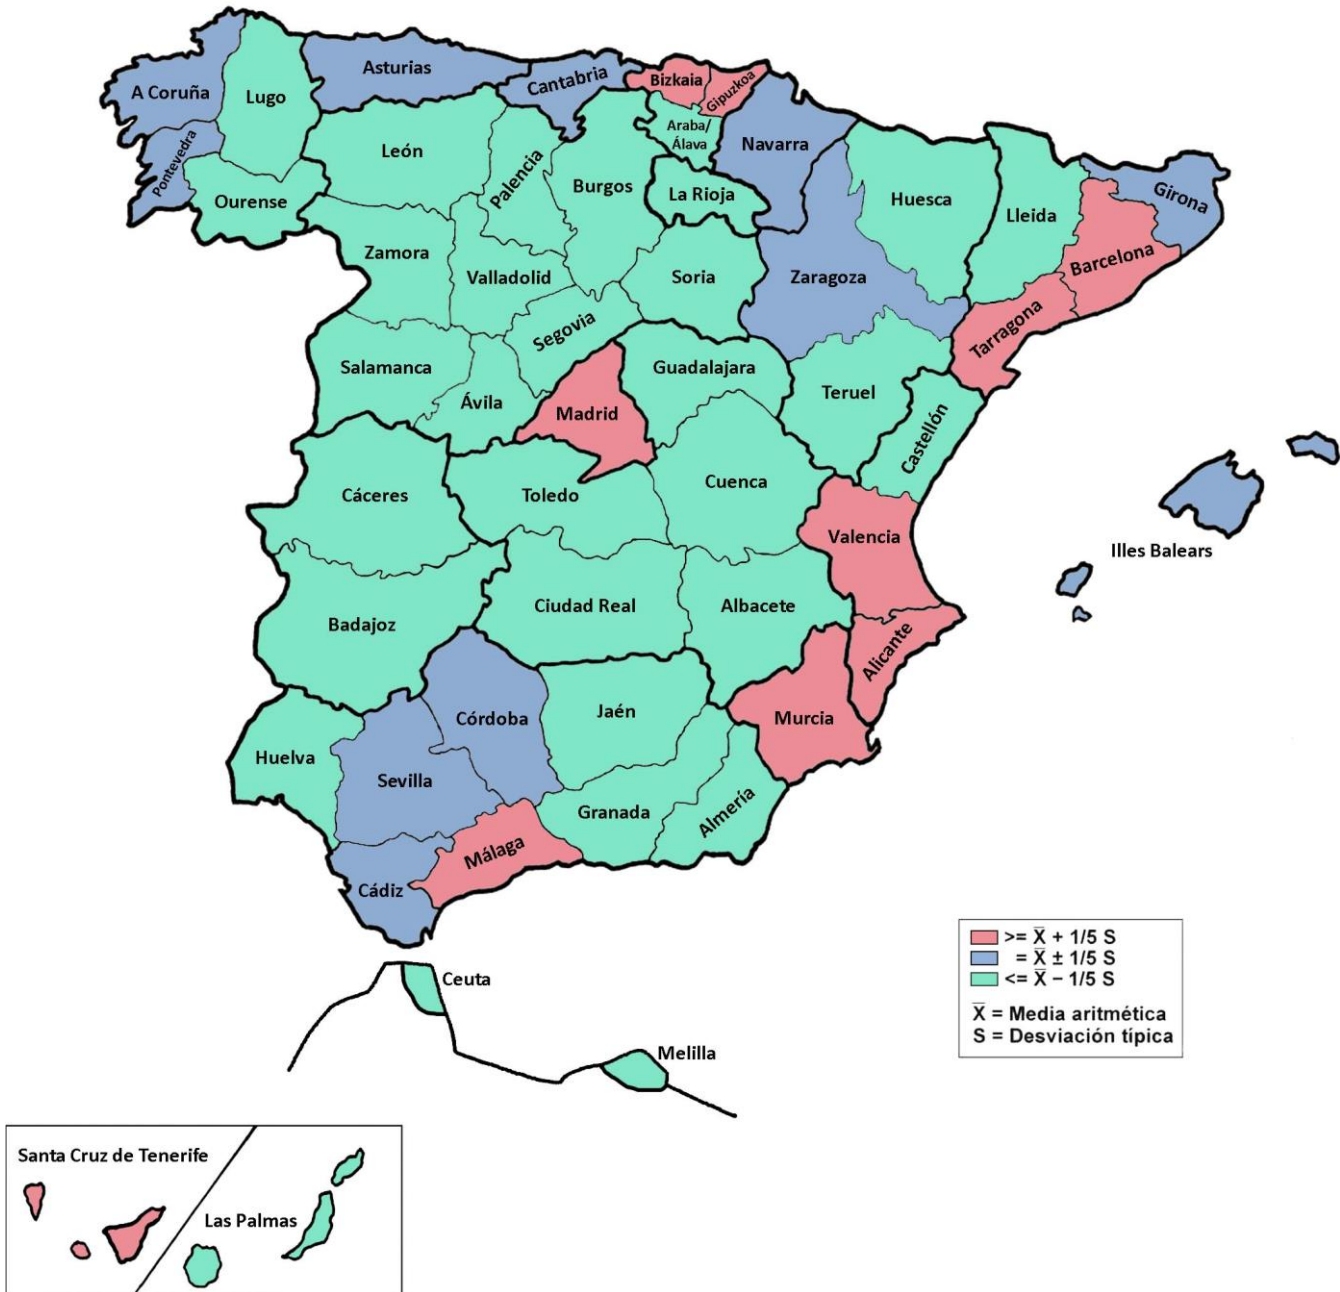 A Coruña
Lugo
Asturias
Cantabria
Bizkaia
Gipuzkoa
Araba/
Álava
Navarra
Pontevedra
Ourense
León
Palencia
Burgos
La Rioja
Huesca
Lleida
Girona
Barcelona
Zamora
Valladolid
Soria
Zaragoza
Tarragona
Segovia
Salamanca
Ávila
Madrid
Guadalajara
Teruel
Castellón
Cáceres
Toledo
Cuenca
Valencia
Illes Balears
Badajoz
Ciudad Real
Albacete
Alicante
Huelva
Sevilla
Córdoba
Jaén
Murcia
Granada
Almería
Málaga
Cádiz
Ceuta
Melilla
>= X̅ + 1/5 S
= X̅ ± 1/5 S
<= X̅ − 1/5 S
X̅ = Media aritmética
S = Desviación típica
Santa Cruz de Tenerife
Las Palmas